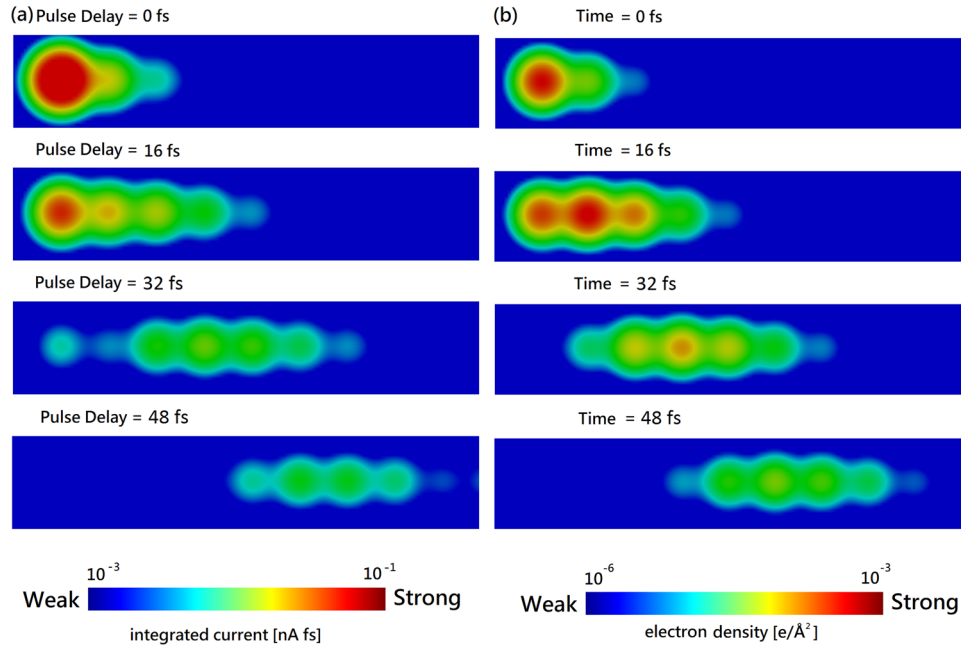 (a) Pulse Delay = 0 fs
Pulse Delay = 16 fs
Pulse Delay = 32 fs
Pulse Delay = 48 fs
10⁻³ 10⁻¹
Weak Strong
integrated current [nA fs]
(b) Time = 0 fs
Time = 16 fs
Time = 32 fs
Time = 48 fs
10⁻⁶ 10⁻³
Weak Strong
electron density [e/Å²]